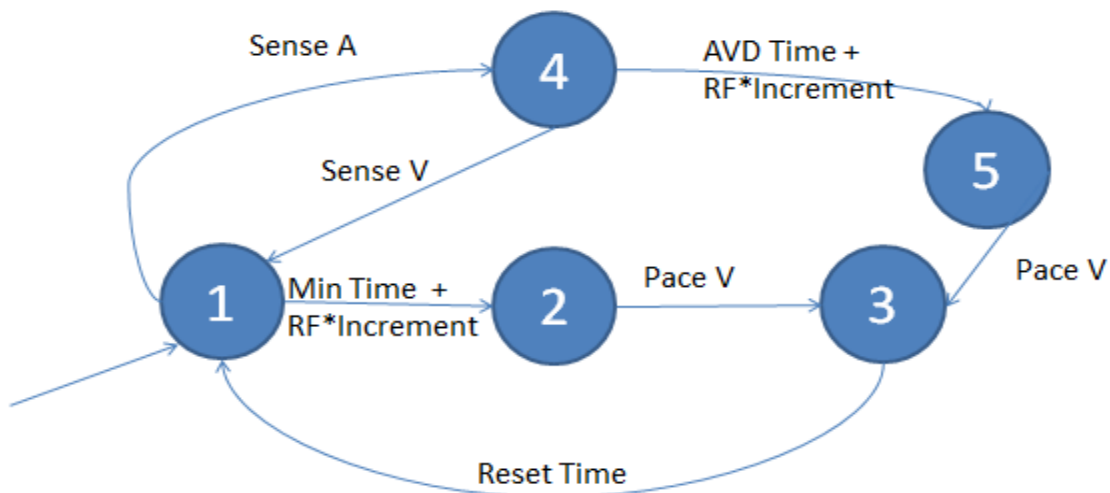 Sense A
4
AVD Time +
RF*Increment
5
Sense V
1
Min Time +
RF*Increment
2
Pace V
3
Pace V
Reset Time